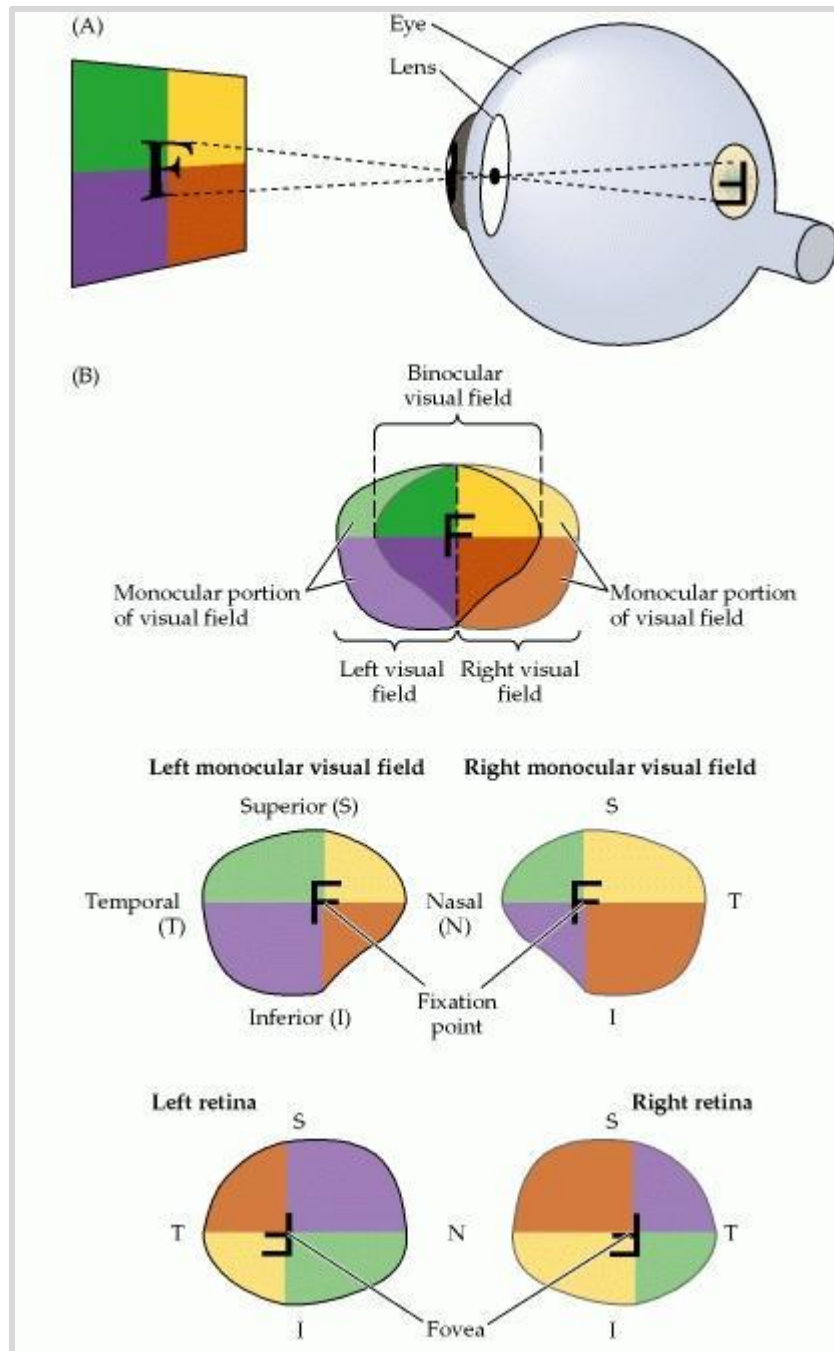 (A)
Eye
Lens
F
F
(B)
Binocular
visual field
F
Monocular portion
of visual field
Monocular portion
of visual field
Left visual
field
Right visual
field
Left monocular visual field
Right monocular visual field
Superior (S)
S
F
F
Temporal
(T)
Nasal
(N)
T
Inferior (I)
Fixation
point
I
Left retina
Right retina
S
S
T
F
N
F
T
I
Fovea
I